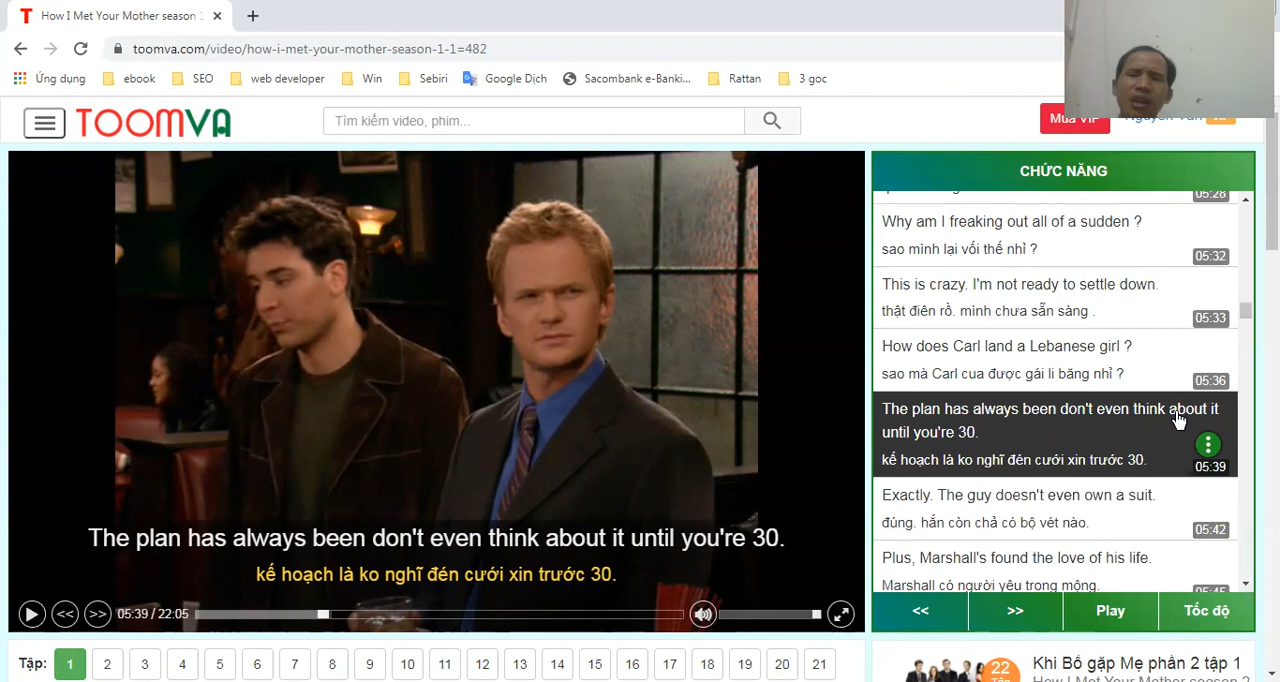 How I Met Your Mother season 1
toomva.com/video/how-i-met-your-mother-season-1-1=482
Ứng dụng ebook SEO web developer Win Sebiri Google Dịch Sacombank e-Banki... Rattan 3 goc
TOOMVA
Tìm kiếm video, phim...
Mua VIP
CHỨC NĂNG
05:28
Why am I freaking out all of a sudden ?
sao mình lại vồi thế nhỉ ?
05:32
This is crazy. I'm not ready to settle down.
thật điên rồ. mình chưa sẵn sàng .
05:33
How does Carl land a Lebanese girl ?
sao mà Carl cua được gái li băng nhỉ ?
05:36
The plan has always been don't even think about it
until you're 30.
kế hoạch là ko nghĩ đén cưới xin trước 30.
05:39
Exactly. The guy doesn't even own a suit.
đúng. hắn còn chả có bộ vét nào.
05:42
Plus, Marshall's found the love of his life.
Marshall có người yêu trong mộng.
05:45
The plan has always been don't even think about it until you're 30.
kế hoạch là ko nghĩ đén cưới xin trước 30.
<< >> 05:39 / 22:05
<< >> Play Tốc độ
Tập: 1 2 3 4 5 6 7 8 9 10 11 12 13 14 15 16 17 18 19 20 21
22
Khi Bố gặp Mẹ phần 2 tập 1
How I Met Your Mother season 2